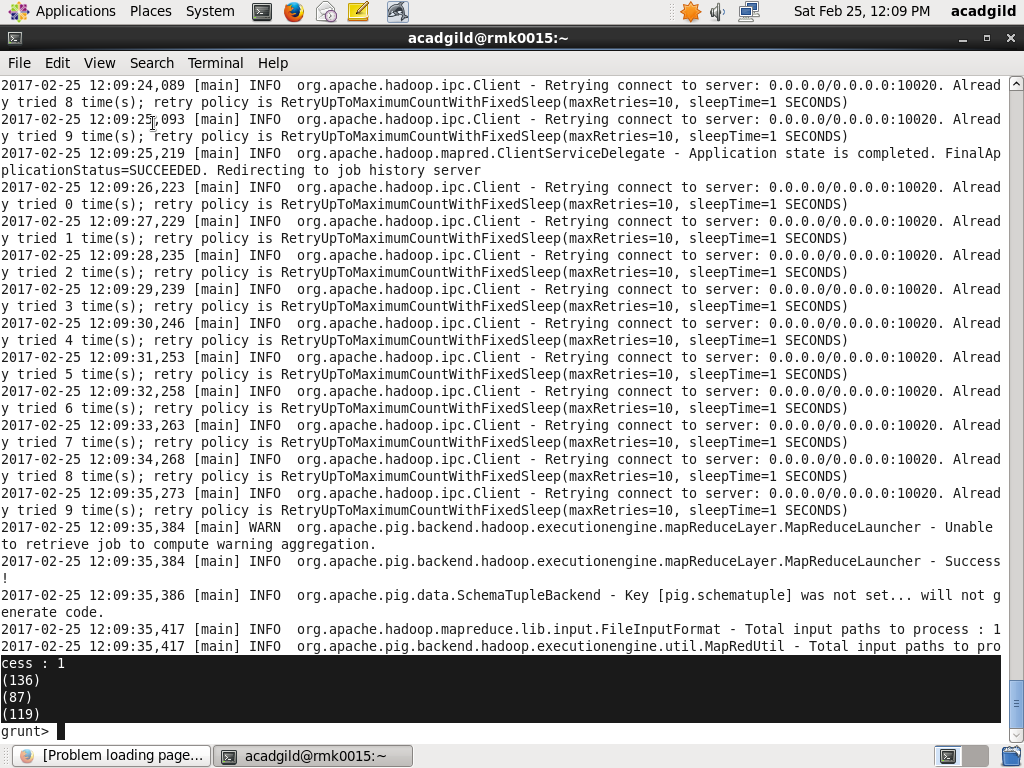 Applications Places System
Sat Feb 25, 12:09 PM acadgild
acadgild@rmk0015:~
File Edit View Search Terminal Help
2017-02-25 12:09:24,089 [main] INFO  org.apache.hadoop.ipc.Client - Retrying connect to server: 0.0.0.0/0.0.0.0:10020. Alread
y tried 8 time(s); retry policy is RetryUpToMaximumCountWithFixedSleep(maxRetries=10, sleepTime=1 SECONDS)
2017-02-25 12:09:25,093 [main] INFO  org.apache.hadoop.ipc.Client - Retrying connect to server: 0.0.0.0/0.0.0.0:10020. Alread
y tried 9 time(s); retry policy is RetryUpToMaximumCountWithFixedSleep(maxRetries=10, sleepTime=1 SECONDS)
2017-02-25 12:09:25,219 [main] INFO  org.apache.hadoop.mapred.ClientServiceDelegate - Application state is completed. FinalAp
plicationStatus=SUCCEEDED. Redirecting to job history server
2017-02-25 12:09:26,223 [main] INFO  org.apache.hadoop.ipc.Client - Retrying connect to server: 0.0.0.0/0.0.0.0:10020. Alread
y tried 0 time(s); retry policy is RetryUpToMaximumCountWithFixedSleep(maxRetries=10, sleepTime=1 SECONDS)
2017-02-25 12:09:27,229 [main] INFO  org.apache.hadoop.ipc.Client - Retrying connect to server: 0.0.0.0/0.0.0.0:10020. Alread
y tried 1 time(s); retry policy is RetryUpToMaximumCountWithFixedSleep(maxRetries=10, sleepTime=1 SECONDS)
2017-02-25 12:09:28,235 [main] INFO  org.apache.hadoop.ipc.Client - Retrying connect to server: 0.0.0.0/0.0.0.0:10020. Alread
y tried 2 time(s); retry policy is RetryUpToMaximumCountWithFixedSleep(maxRetries=10, sleepTime=1 SECONDS)
2017-02-25 12:09:29,239 [main] INFO  org.apache.hadoop.ipc.Client - Retrying connect to server: 0.0.0.0/0.0.0.0:10020. Alread
y tried 3 time(s); retry policy is RetryUpToMaximumCountWithFixedSleep(maxRetries=10, sleepTime=1 SECONDS)
2017-02-25 12:09:30,246 [main] INFO  org.apache.hadoop.ipc.Client - Retrying connect to server: 0.0.0.0/0.0.0.0:10020. Alread
y tried 4 time(s); retry policy is RetryUpToMaximumCountWithFixedSleep(maxRetries=10, sleepTime=1 SECONDS)
2017-02-25 12:09:31,253 [main] INFO  org.apache.hadoop.ipc.Client - Retrying connect to server: 0.0.0.0/0.0.0.0:10020. Alread
y tried 5 time(s); retry policy is RetryUpToMaximumCountWithFixedSleep(maxRetries=10, sleepTime=1 SECONDS)
2017-02-25 12:09:32,258 [main] INFO  org.apache.hadoop.ipc.Client - Retrying connect to server: 0.0.0.0/0.0.0.0:10020. Alread
y tried 6 time(s); retry policy is RetryUpToMaximumCountWithFixedSleep(maxRetries=10, sleepTime=1 SECONDS)
2017-02-25 12:09:33,263 [main] INFO  org.apache.hadoop.ipc.Client - Retrying connect to server: 0.0.0.0/0.0.0.0:10020. Alread
y tried 7 time(s); retry policy is RetryUpToMaximumCountWithFixedSleep(maxRetries=10, sleepTime=1 SECONDS)
2017-02-25 12:09:34,268 [main] INFO  org.apache.hadoop.ipc.Client - Retrying connect to server: 0.0.0.0/0.0.0.0:10020. Alread
y tried 8 time(s); retry policy is RetryUpToMaximumCountWithFixedSleep(maxRetries=10, sleepTime=1 SECONDS)
2017-02-25 12:09:35,273 [main] INFO  org.apache.hadoop.ipc.Client - Retrying connect to server: 0.0.0.0/0.0.0.0:10020. Alread
y tried 9 time(s); retry policy is RetryUpToMaximumCountWithFixedSleep(maxRetries=10, sleepTime=1 SECONDS)
2017-02-25 12:09:35,384 [main] WARN  org.apache.pig.backend.hadoop.executionengine.mapReduceLayer.MapReduceLauncher - Unable
to retrieve job to compute warning aggregation.
2017-02-25 12:09:35,384 [main] INFO  org.apache.pig.backend.hadoop.executionengine.mapReduceLayer.MapReduceLauncher - Success
!
2017-02-25 12:09:35,386 [main] INFO  org.apache.pig.data.SchemaTupleBackend - Key [pig.schematuple] was not set... will not g
enerate code.
2017-02-25 12:09:35,417 [main] INFO  org.apache.hadoop.mapreduce.lib.input.FileInputFormat - Total input paths to process : 1
2017-02-25 12:09:35,417 [main] INFO  org.apache.pig.backend.hadoop.executionengine.util.MapRedUtil - Total input paths to pro
cess : 1
(136)
(87)
(119)
grunt>
[Problem loading page... acadgild@rmk0015:~